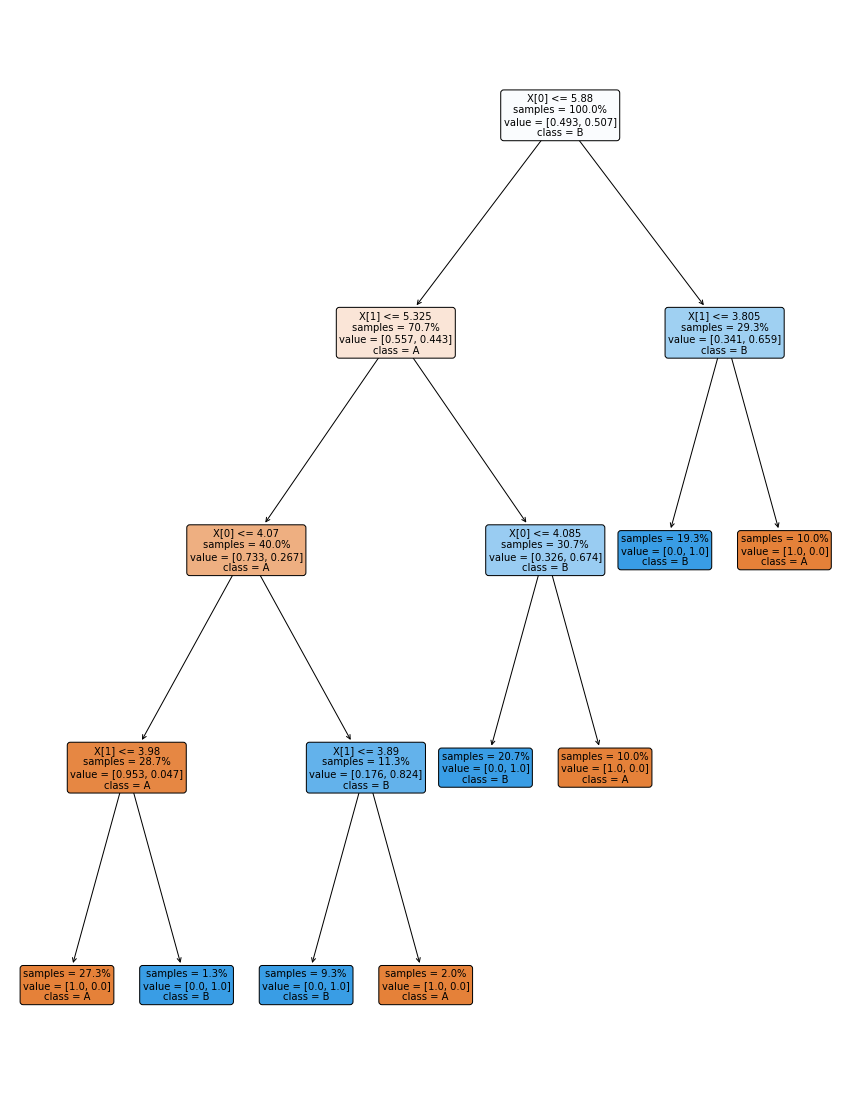 X[0] <= 5.88
samples = 100.0%
value = [0.493, 0.507]
class = B
X[1] <= 5.325
samples = 70.7%
value = [0.557, 0.443]
class = A
X[1] <= 3.805
samples = 29.3%
value = [0.341, 0.659]
class = B
X[0] <= 4.07
samples = 40.0%
value = [0.733, 0.267]
class = A
X[0] <= 4.085
samples = 30.7%
value = [0.326, 0.674]
class = B
samples = 19.3%
value = [0.0, 1.0]
class = B
samples = 10.0%
value = [1.0, 0.0]
class = A
X[1] <= 3.98
samples = 28.7%
value = [0.953, 0.047]
class = A
X[1] <= 3.89
samples = 11.3%
value = [0.176, 0.824]
class = B
samples = 20.7%
value = [0.0, 1.0]
class = B
samples = 10.0%
value = [1.0, 0.0]
class = A
samples = 27.3%
value = [1.0, 0.0]
class = A
samples = 1.3%
value = [0.0, 1.0]
class = B
samples = 9.3%
value = [0.0, 1.0]
class = B
samples = 2.0%
value = [1.0, 0.0]
class = A